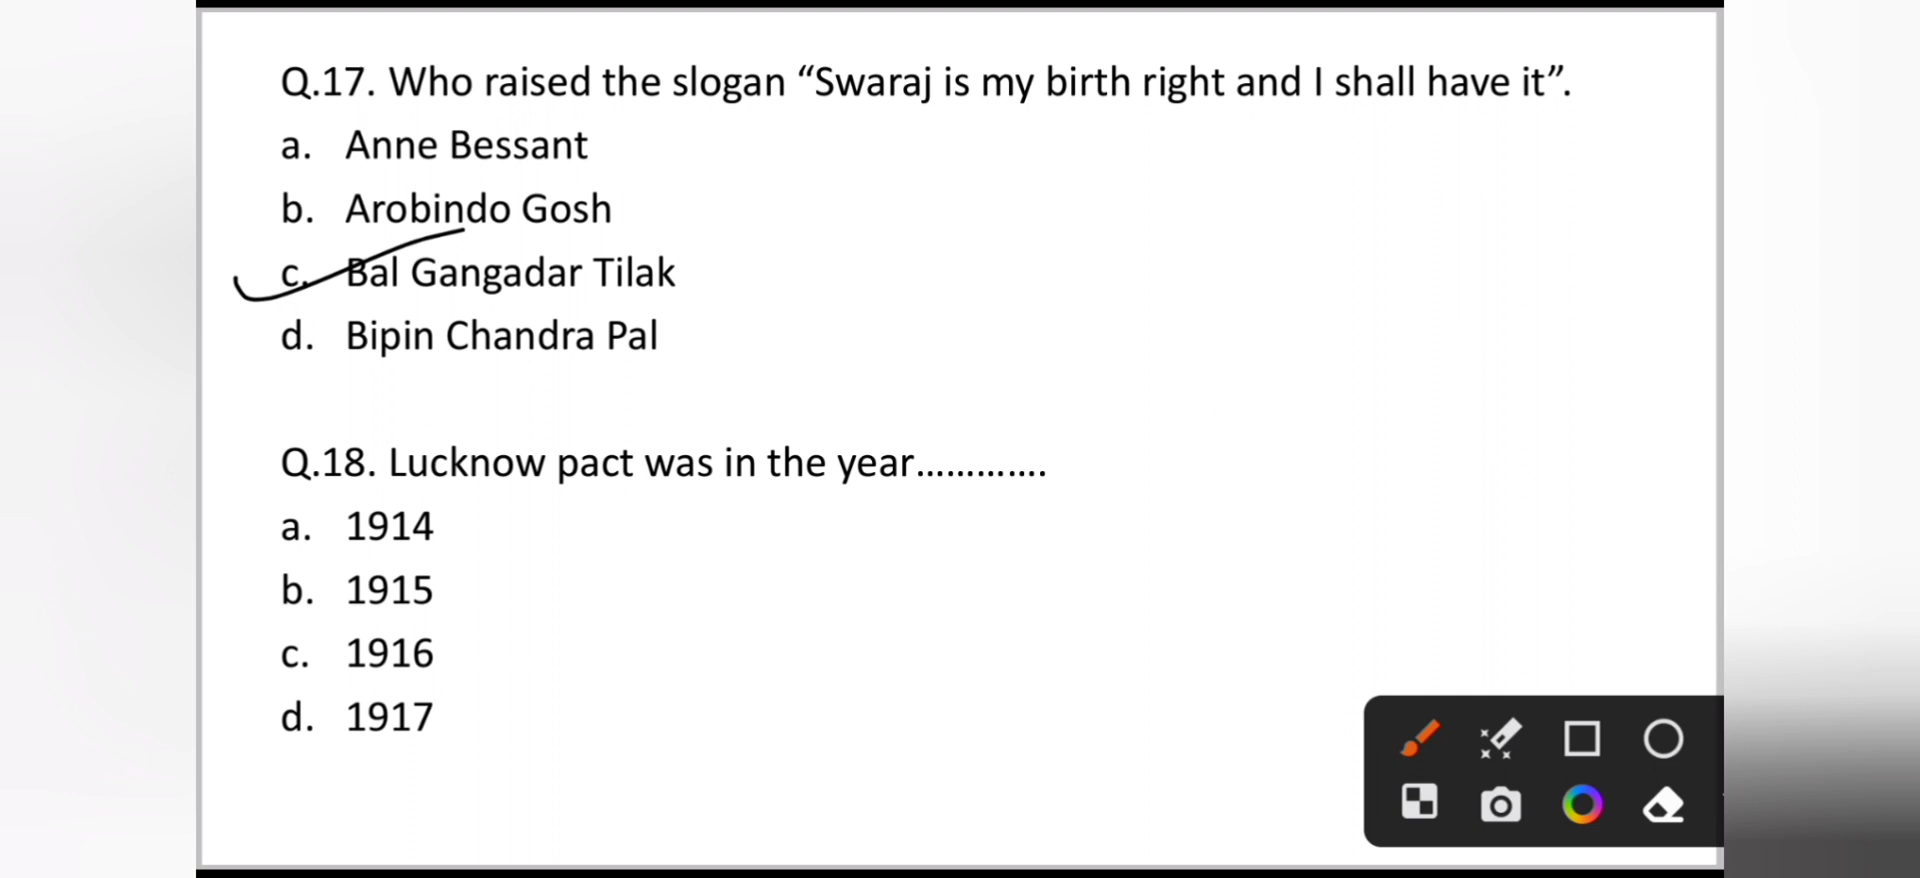 Q.17. Who raised the slogan “Swaraj is my birth right and I shall have it”.
a. Anne Bessant
b. Arobindo Gosh
c. Bal Gangadar Tilak
d. Bipin Chandra Pal
Q.18. Lucknow pact was in the year.............
a. 1914
b. 1915
c. 1916
d. 1917